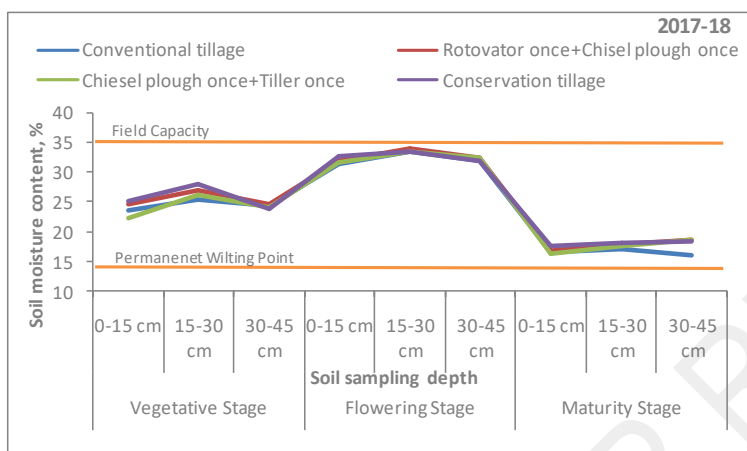 2017-18
Conventional tillage
Rotovator once+Chisel plough once
Chiesel plough once+Tiller once
Conservation tillage
Soil moisture content, %
40
35
30
25
20
15
10
Field Capacity
Permanenet Wilting Point
0-15 cm
15-30
cm
30-45
cm
0-15 cm
15-30
cm
30-45
cm
0-15 cm
15-30
cm
30-45
cm
Soil sampling depth
Vegetative Stage
Flowering Stage
Maturity Stage